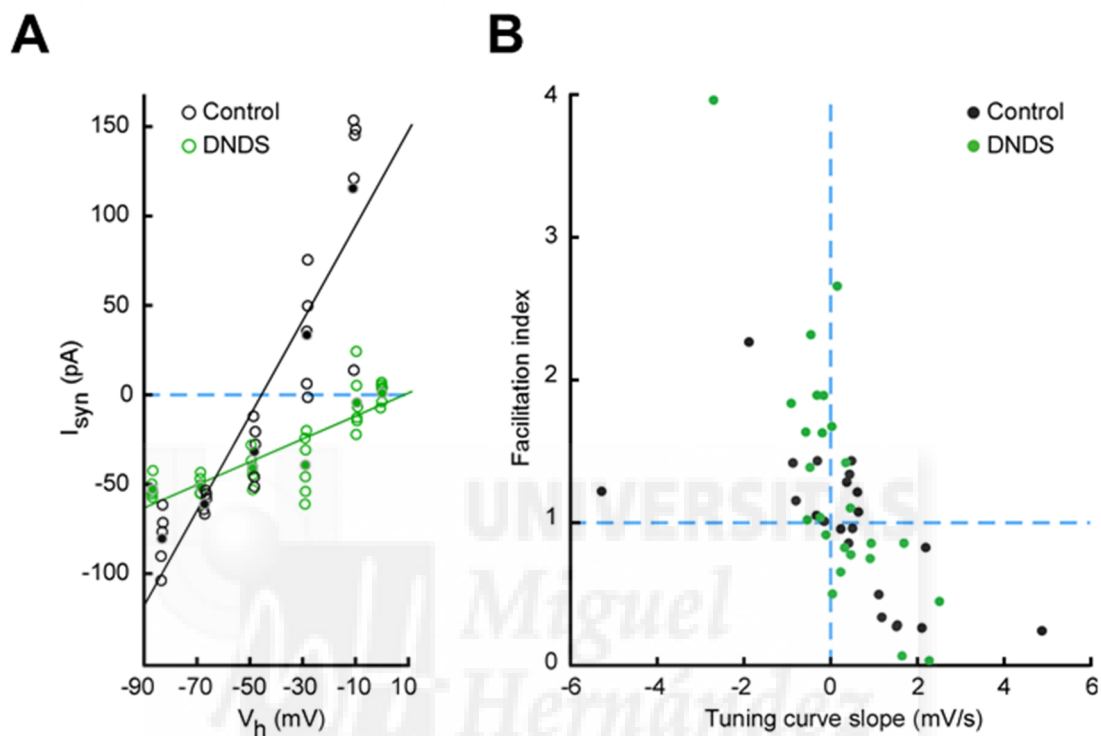 A
B
Control
DNDS
150
100
50
0
-50
-100
Isyn (pA)
-90 -70 -50 -30 -10 10
Vh (mV)
Control
DNDS
4
3
2
1
0
Facilitation index
-6 -4 -2 0 2 4 6
Tuning curve slope (mV/s)
UNIVERSITAS
Miguel
Hernández